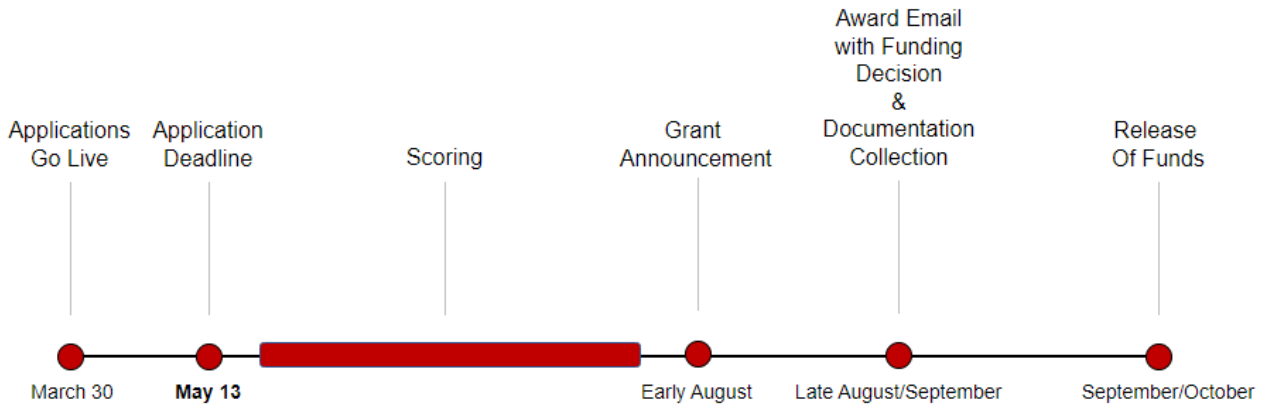 Applications
Go Live
Application
Deadline
Scoring
Grant
Announcement
Award Email
with Funding
Decision
&
Documentation
Collection
Release
Of Funds
March 30
May 13
Early August
Late August/September
September/October